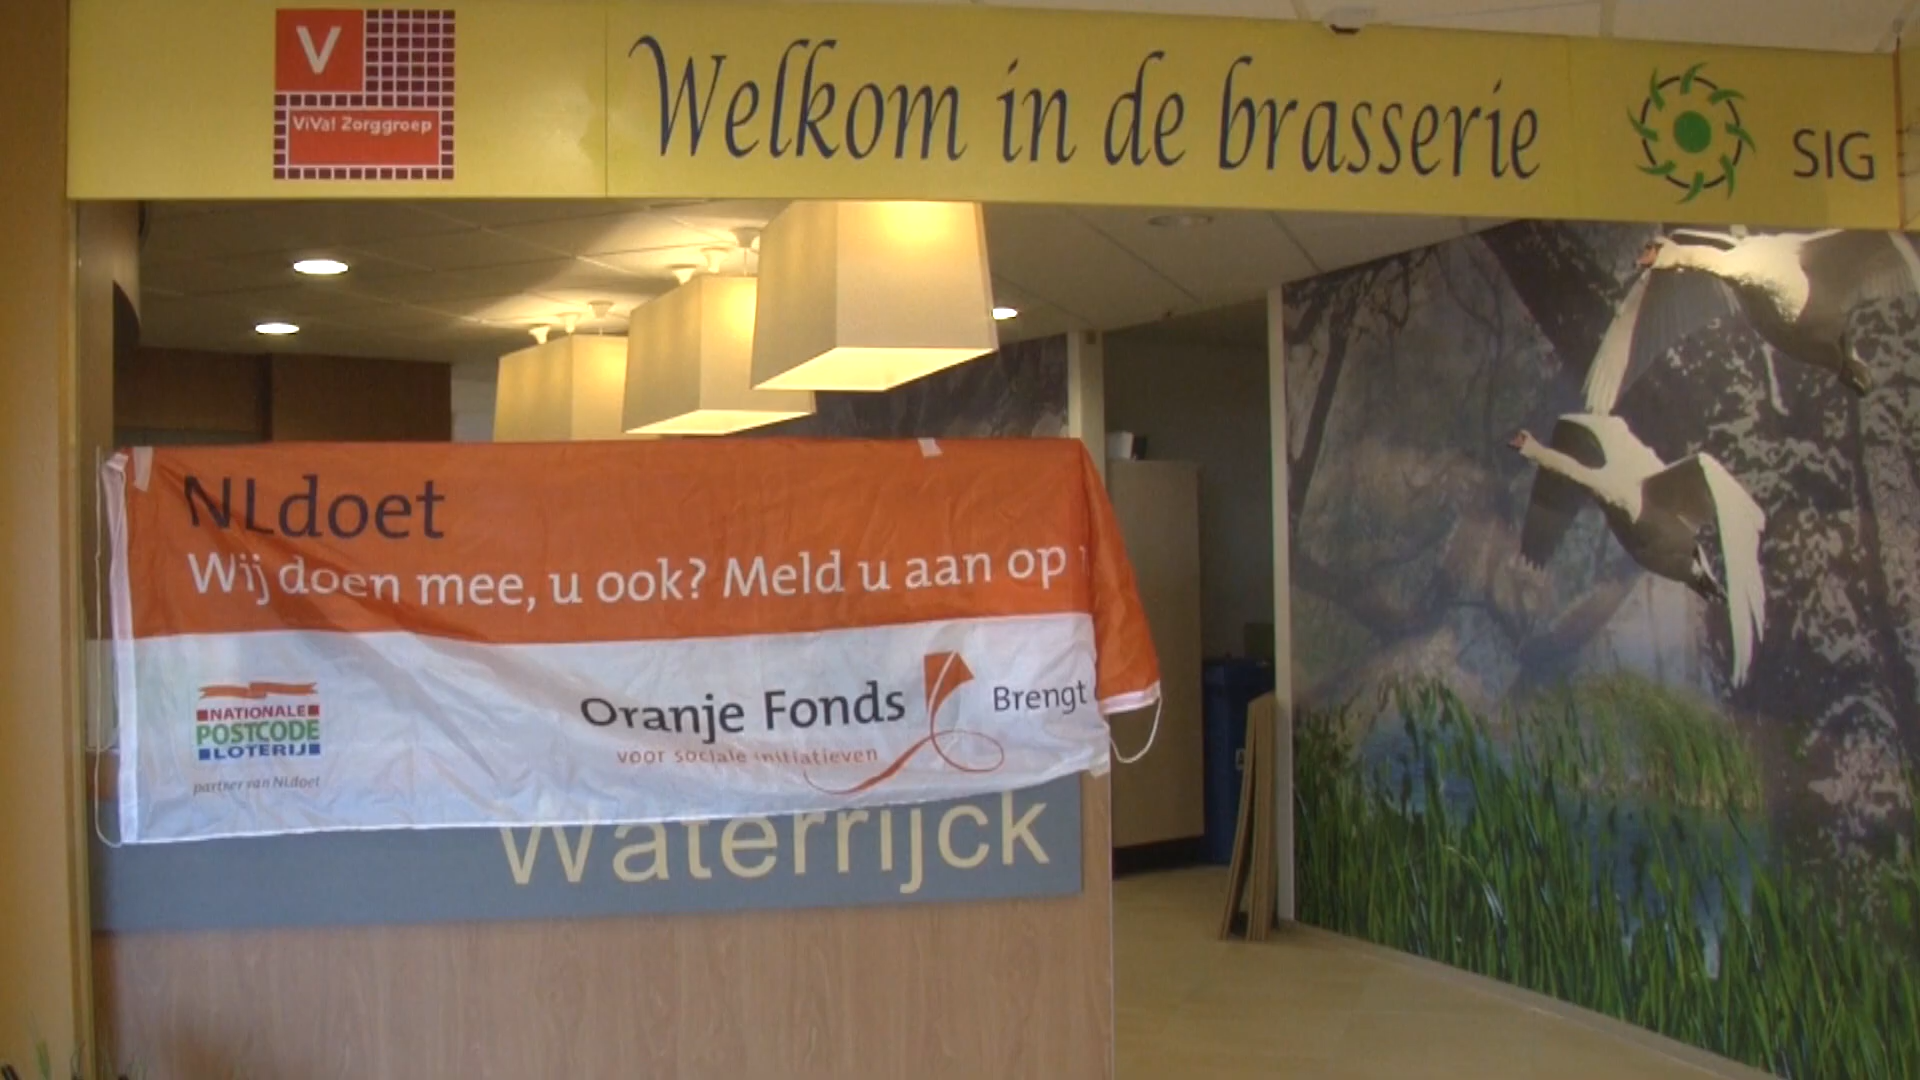 V
ViVa! Zorggroep
Welkom in de brasserie
SIG
NLdoet
Wij doen mee, u ook? Meld u aan op
NATIONALE
POSTCODE
LOTERIJ
partner van NLdoet
Oranje Fonds
voor sociale initiatieven
Brengt
Waterrijck